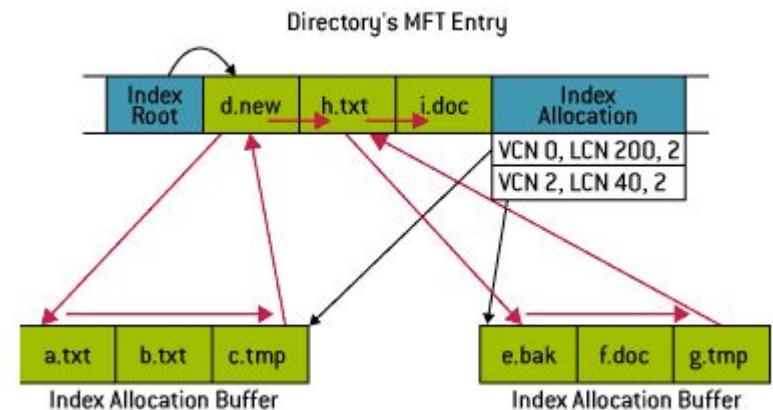 Directory's MFT Entry
Index
Root
d.new
h.txt
i.doc
Index
Allocation
VCN 0, LCN 200, 2
VCN 2, LCN 40, 2
a.txt
b.txt
c.tmp
e.bak
f.doc
g.tmp
Index Allocation Buffer
Index Allocation Buffer